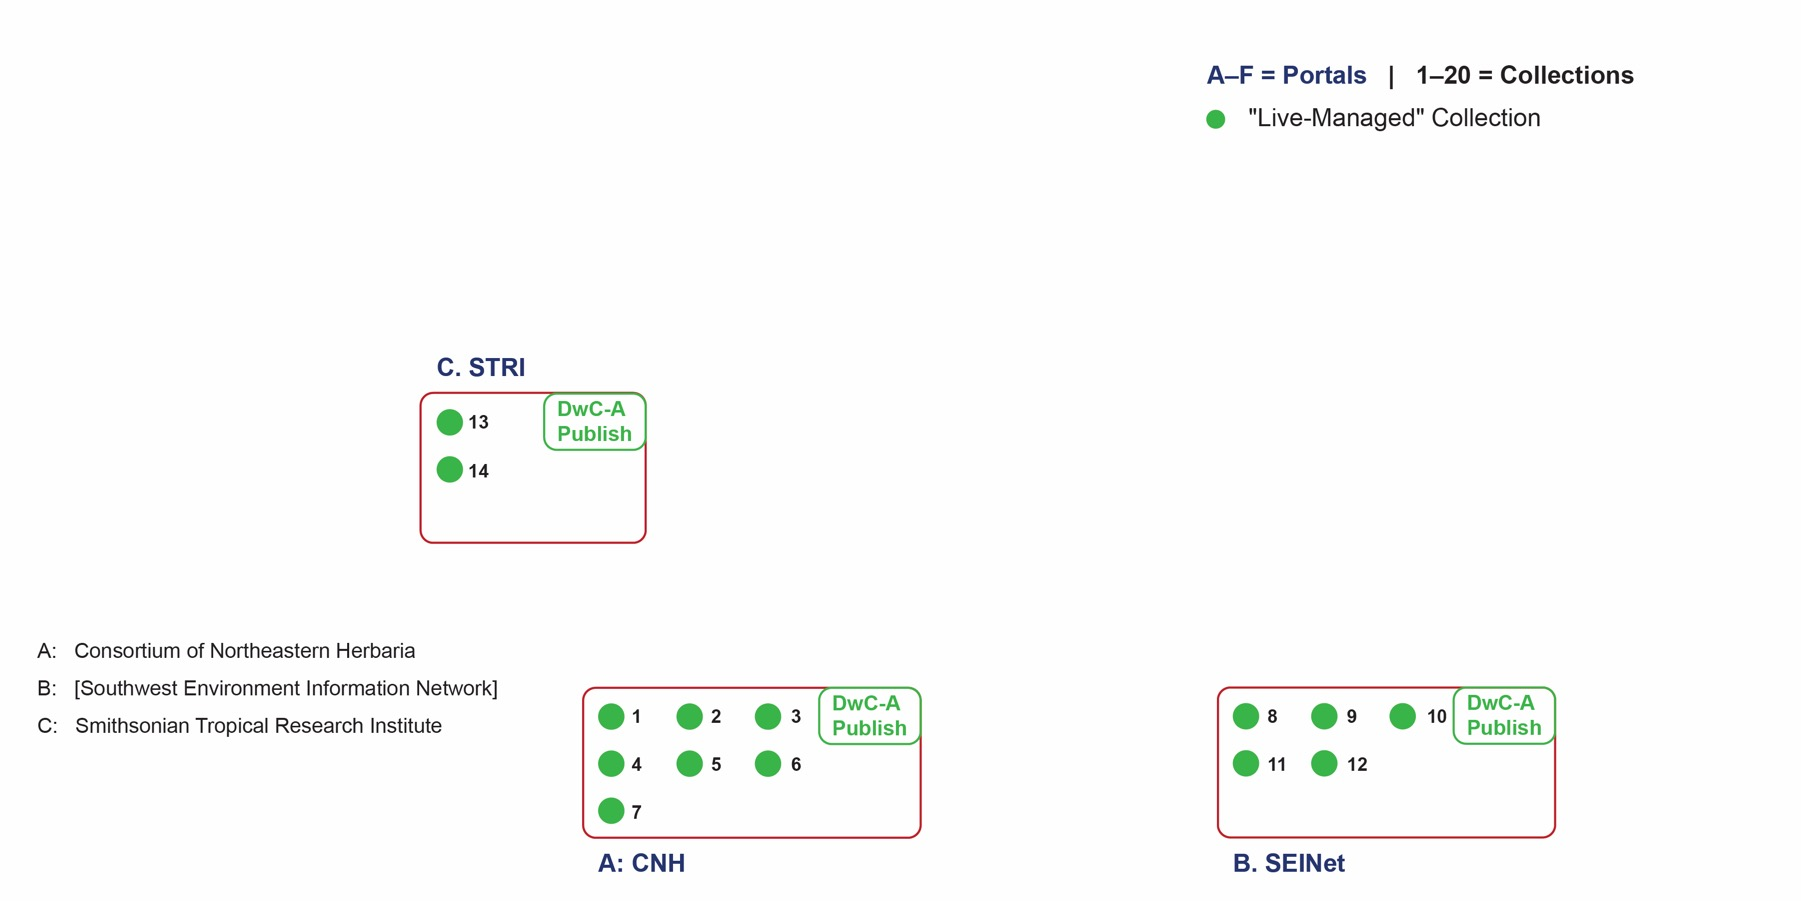 A–F = Portals | 1–20 = Collections
"Live-Managed" Collection
C. STRI
13
DwC-A
Publish
14
A: Consortium of Northeastern Herbaria
B: [Southwest Environment Information Network]
C: Smithsonian Tropical Research Institute
1 2 3
DwC-A
Publish
4 5 6
7
A: CNH
8 9 10
DwC-A
Publish
11 12
B. SEINet